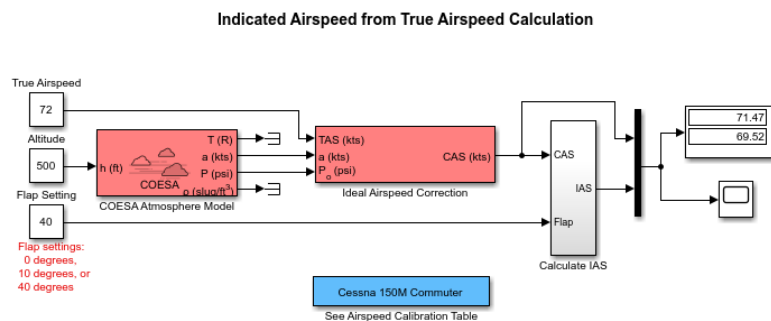 Indicated Airspeed from True Airspeed Calculation
True Airspeed
72
Altitude
500
Flap Setting
40
Flap settings:
0 degrees,
10 degrees, or
40 degrees
h (ft)
COESA
T (R)
a (kts)
P (psi)
ρ (slug/ft³)
COESA Atmosphere Model
TAS (kts)
a (kts)
P₀ (psi)
CAS (kts)
Ideal Airspeed Correction
CAS
Flap
IAS
Calculate IAS
71.47
69.52
Cessna 150M Commuter
See Airspeed Calibration Table